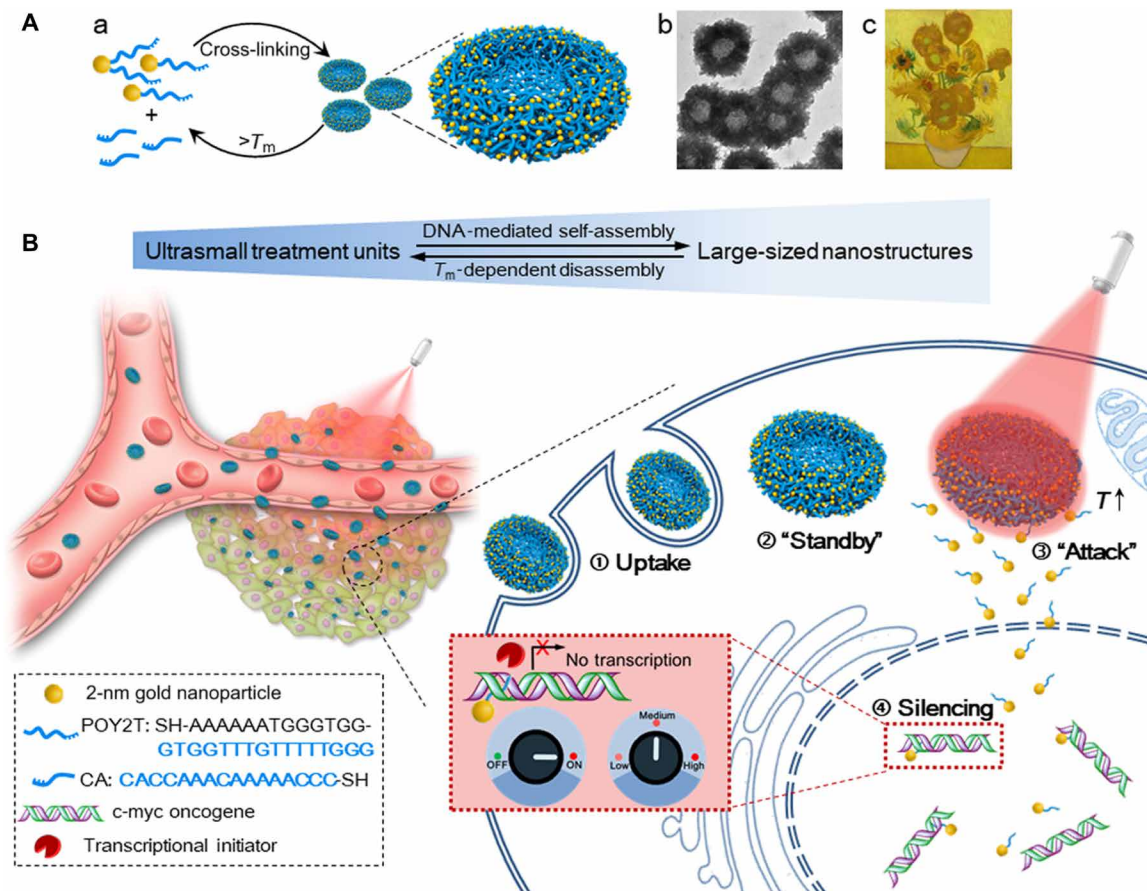 A
a
Cross-linking
+
>Tm
b
c
B
DNA-mediated self-assembly
Ultrasmall treatment units
Large-sized nanostructures
Tm-dependent disassembly
① Uptake
② "Standby"
T ↑
③ "Attack"
No transcription
Medium
OFF
ON
Low
High
④ Silencing
2-nm gold nanoparticle
POY2T: SH-AAAAAATGGGTGG-
GTGGTTTGTTTTTGGG
CA: CACCAAACAAAAACCC-SH
c-myc oncogene
Transcriptional initiator